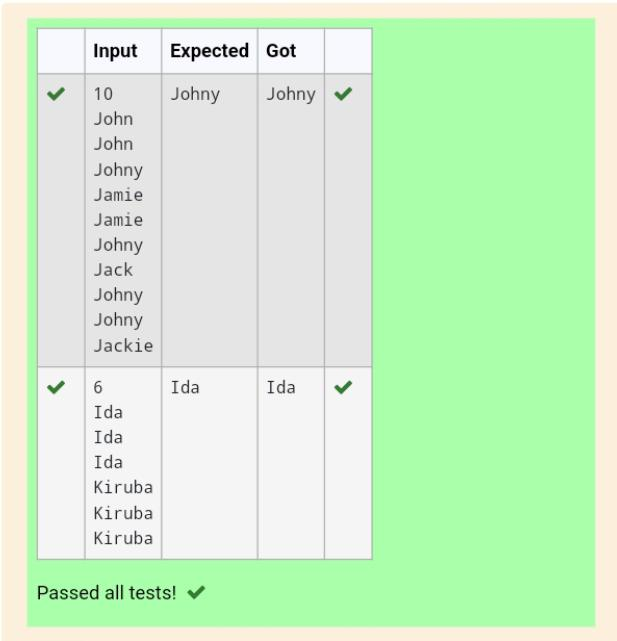 Input Expected Got
10 Johny Johny
John
John
Johny
Jamie
Jamie
Johny
Jack
Johny
Johny
Jackie
6 Ida Ida
Ida
Ida
Ida
Kiruba
Kiruba
Kiruba
Passed all tests!